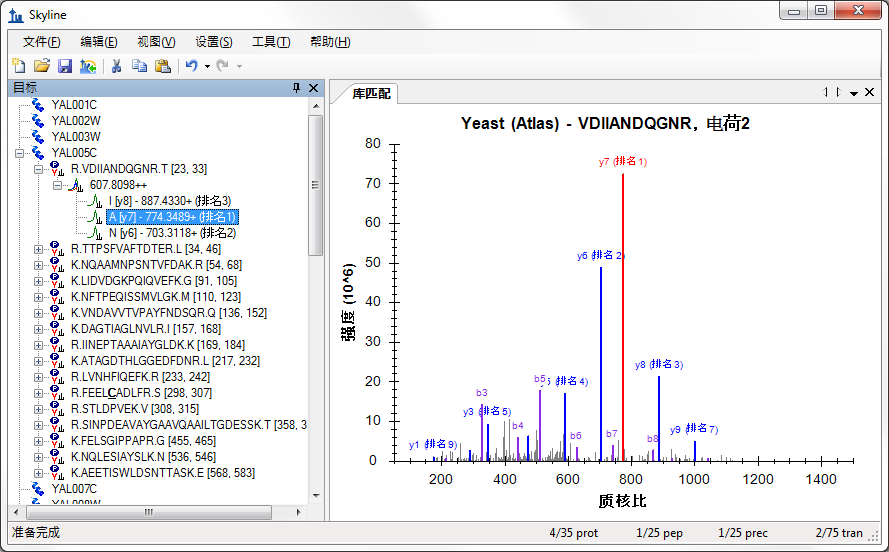 Skyline
文件(F) 编辑(E) 视图(V) 设置(S) 工具(T) 帮助(H)
目标
YAL001C
YAL002W
YAL003W
YAL005C
R.VDIIANDQGNR.T [23, 33]
607.8098++
I [y8] - 887.4330+ (排名3)
A [y7] - 774.3489+ (排名1)
N [y6] - 703.3118+ (排名2)
R.TTPSFVAFTDTER.L [34, 46]
K.NQAAMNPSNTVFDAK.R [54, 68]
K.LIDVDGKPQIQVEFK.G [91, 105]
K.NFTPEQISSMVLGK.M [110, 123]
K.VNDAVVTVPAYFNDSQR.Q [136, 152]
K.DAGTIAGLNVLR.I [157, 168]
R.IINEPTAAAIAYGLDK.K [169, 184]
K.ATAGDTHLGGEDFDNR.L [217, 232]
R.LVNHFIQEFK.R [233, 242]
R.FEELCADLFR.S [298, 307]
R.STLDPVEK.V [308, 315]
R.SINPDEAVAYGAAVQAAILTGDESSK.T [358, 3
K.FELSGIPPAPR.G [455, 465]
K.NQLESIAYSLK.N [536, 546]
K.AEETISWLDSNTTASK.E [568, 583]
YAL007C
YAL008W
库匹配
Yeast (Atlas) - VDIIANDQGNR, 电荷2
强度 (10^6)
80
70
60
50
40
30
20
10
0
y7 (排名 1)
y6 (排名 2)
y8 (排名 3)
b5 (排名 4)
b3
y3 (排名 5)
y9 (排名 7)
b4
b6
b7
b8
y1 (排名 9)
200 400 600 800 1000 1200 1400
质核比
准备完成 4/35 prot 1/25 pep 1/25 prec 2/75 tran